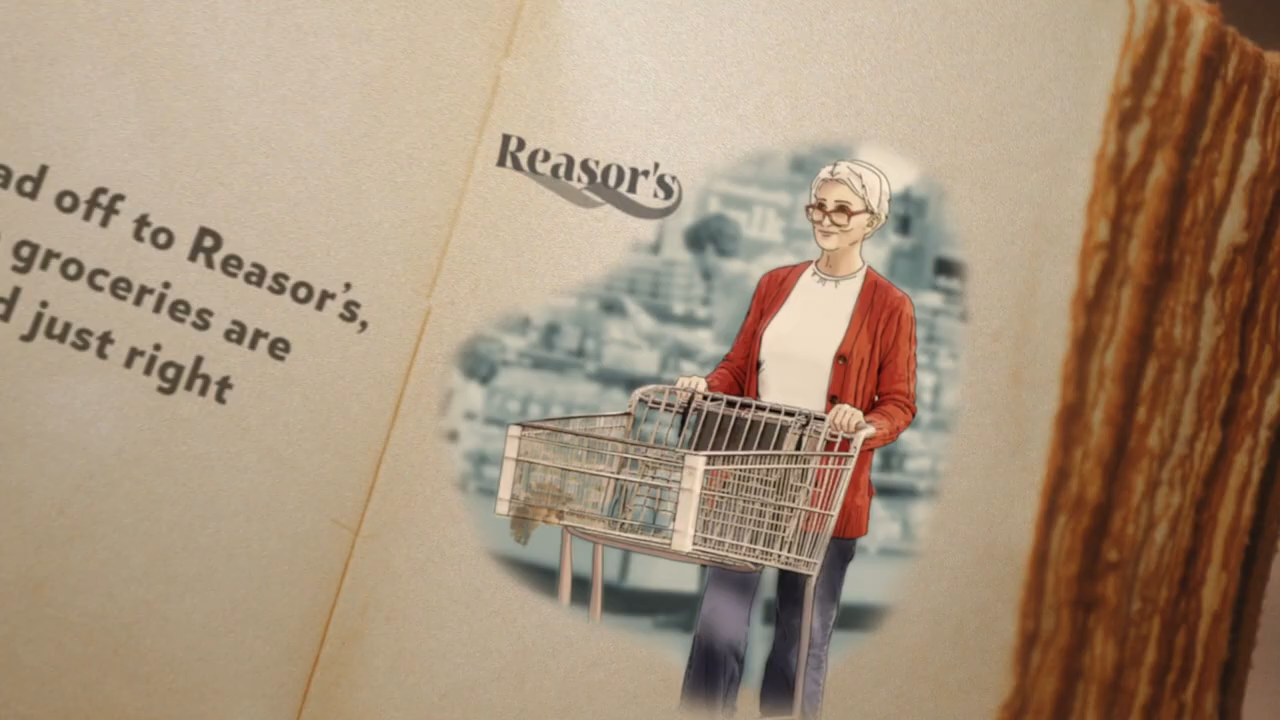 ad off to Reasor's,
groceries are
just right
Reasor's